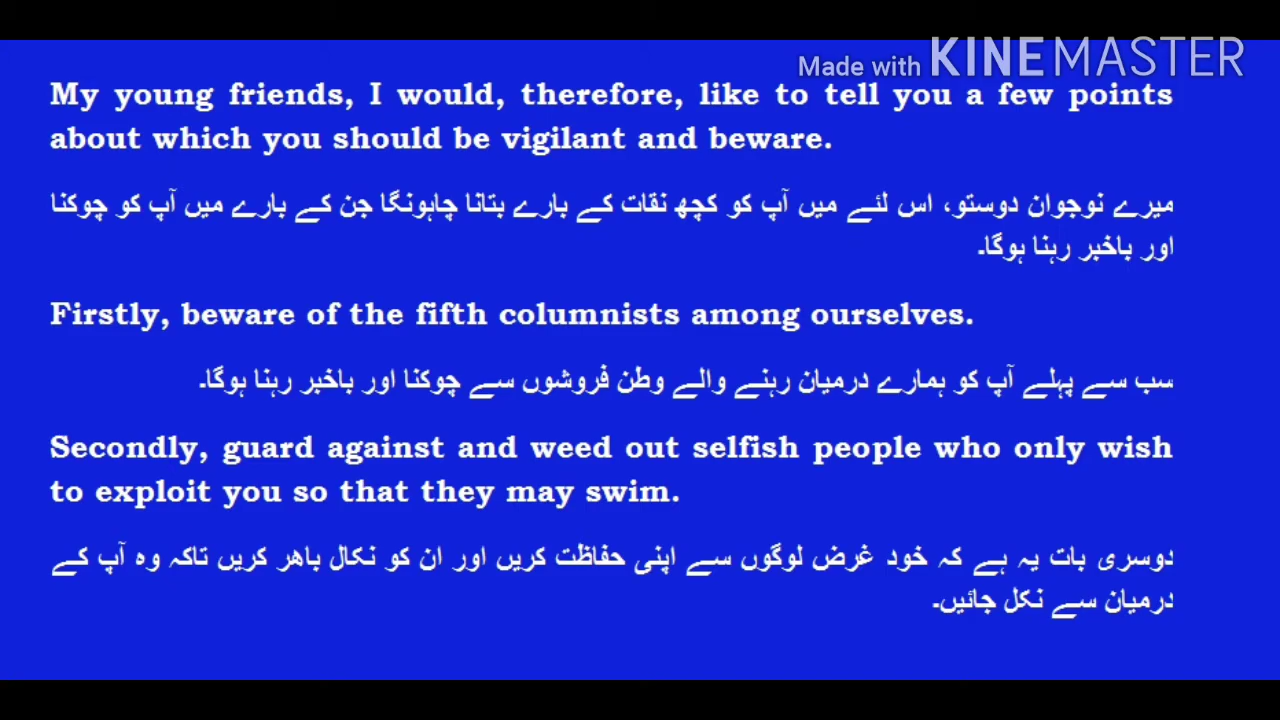 Made with KINEMASTER
My young friends, I would, therefore, like to tell you a few points
about which you should be vigilant and beware.
میرے نوجوان دوستو، اس لئے میں آپ کو کچھ نقات کے بارے بتانا چاہونگا جن کے بارے میں آپ کو چوکنا
اور باخبر رہنا ہوگا۔
Firstly, beware of the fifth columnists among ourselves.
سب سے پہلے آپ کو ہمارے درمیان رہنے والے وطن فروشوں سے چوکنا اور باخبر رہنا ہوگا۔
Secondly, guard against and weed out selfish people who only wish
to exploit you so that they may swim.
دوسری بات یہ ہے کہ خود غرض لوگوں سے اپنی حفاظت کریں اور ان کو نکال باھر کریں تاکہ وہ آپ کے
درمیان سے نکل جائیں۔